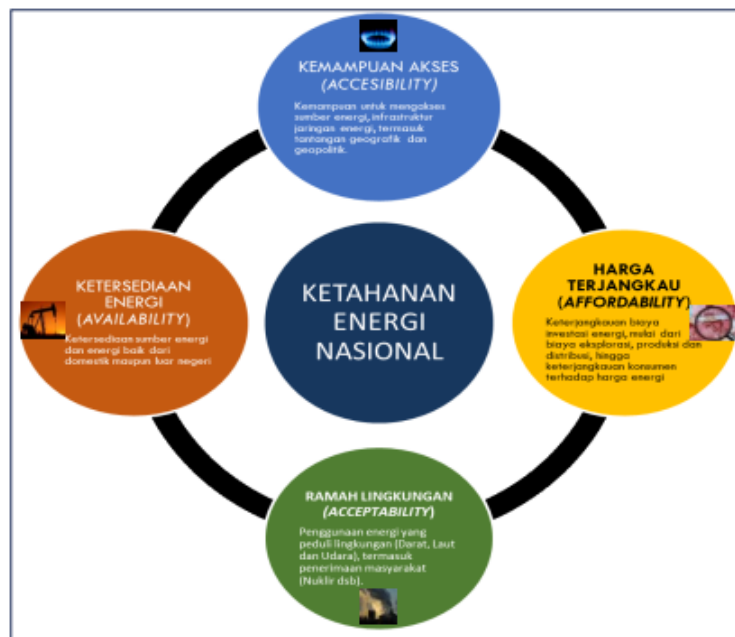 KEMAMPUAN AKSES
(ACCESIBILITY)
Kemampuan untuk mengakses
sumber energi, infrastruktur
jaringan energi, termasuk
tantangan geografik dan
geopolitik.
KETERSEDIAAN
ENERGI
(AVAILABILITY)
Ketersediaan sumber energi
dan energi baik dari
domestik maupun luar negeri
KETAHANAN
ENERGI
NASIONAL
HARGA
TERJANGKAU
(AFFORDABILITY)
Keterjangkauan biaya
investasi energi, mulai dari
biaya eksplorasi, produksi dan
distribusi, hingga
keterjangkauan konsumen
terhadap harga energi
RAMAH LINGKUNGAN
(ACCEPTABILITY)
Penggunaan energi yang
peduli lingkungan (Darat, Laut
dan Udara), termasuk
penerimaan masyarakat
(Nuklir dsb).